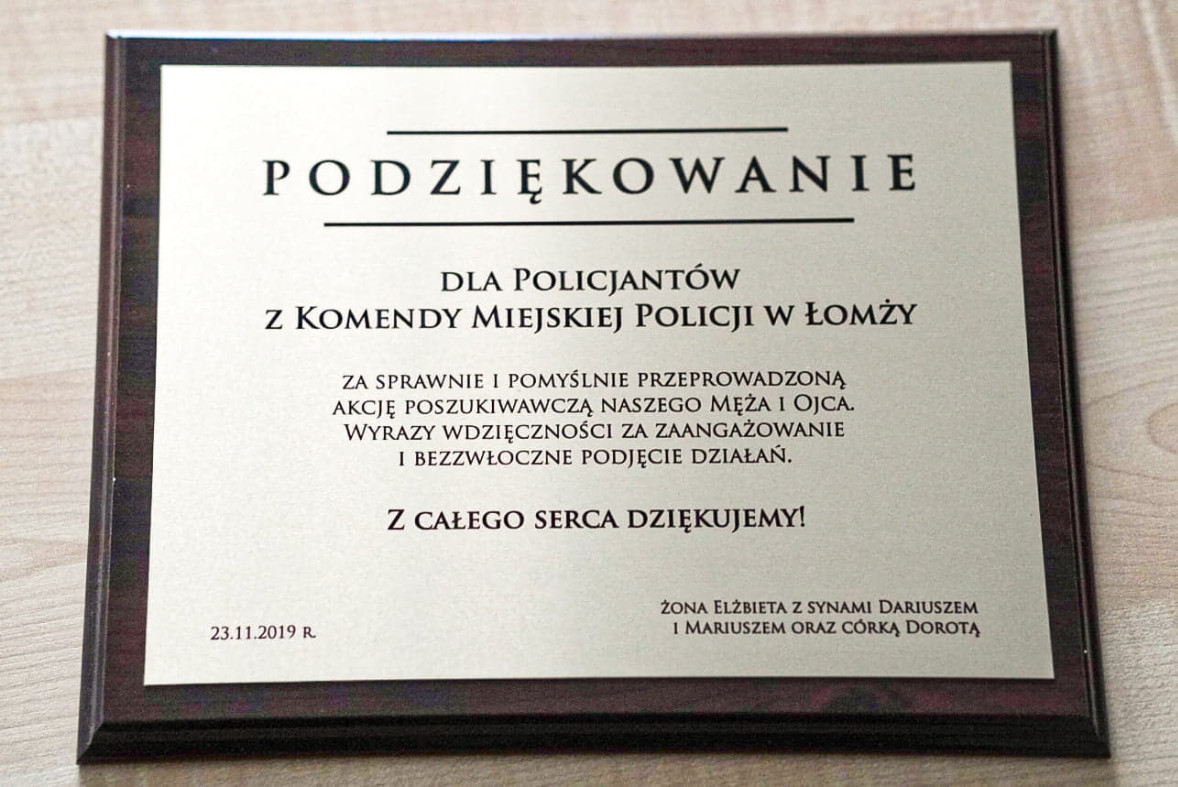 PODZIĘKOWANIE
DLA POLICJANTÓW
Z KOMENDY MIEJSKIEJ POLICJI W ŁOMŻY
ZA SPRAWNIE I POMYŚLNIE PRZEPROWADZONĄ
AKCJĘ POSZUKIWAWCZĄ NASZEGO MĘŻA I OJCA.
WYRAZY WDZIĘCZNOŚCI ZA ZAANGAŻOWANIE
I BEZZWŁOCZNE PODJĘCIE DZIAŁAŃ.
Z CAŁEGO SERCA DZIĘKUJEMY!
ŻONA ELŻBIETA Z SYNAMI DARIUSZEM
I MARIUSZEM ORAZ CÓRKĄ DOROTĄ
23.11.2019 R.